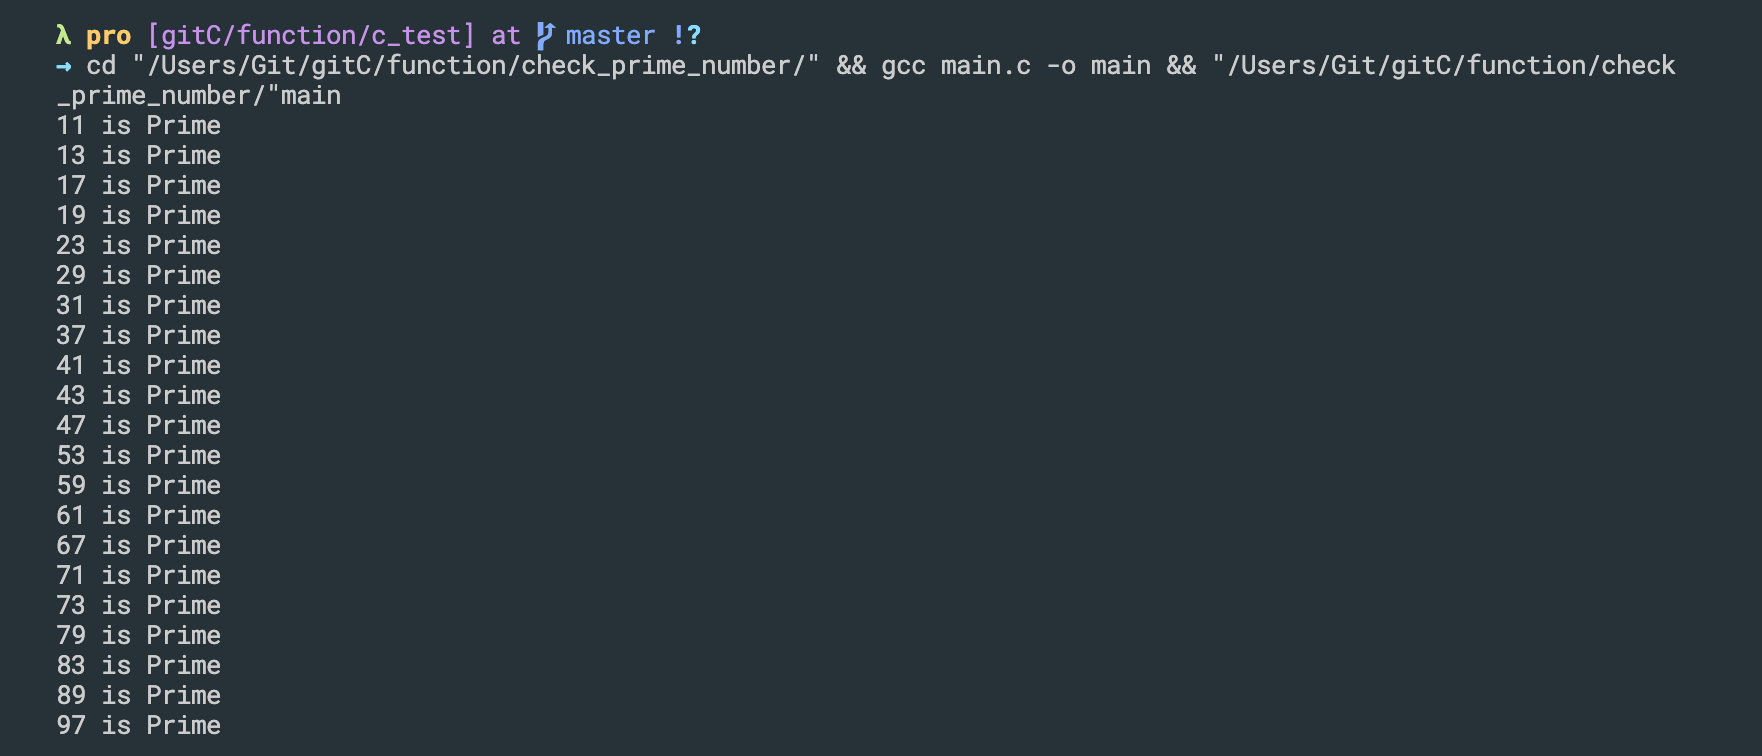 λ pro [gitC/function/c_test] at master !?
→ cd "/Users/Git/gitC/function/check_prime_number/" && gcc main.c -o main && "/Users/Git/gitC/function/check
_prime_number/"main
11 is Prime
13 is Prime
17 is Prime
19 is Prime
23 is Prime
29 is Prime
31 is Prime
37 is Prime
41 is Prime
43 is Prime
47 is Prime
53 is Prime
59 is Prime
61 is Prime
67 is Prime
71 is Prime
73 is Prime
79 is Prime
83 is Prime
89 is Prime
97 is Prime